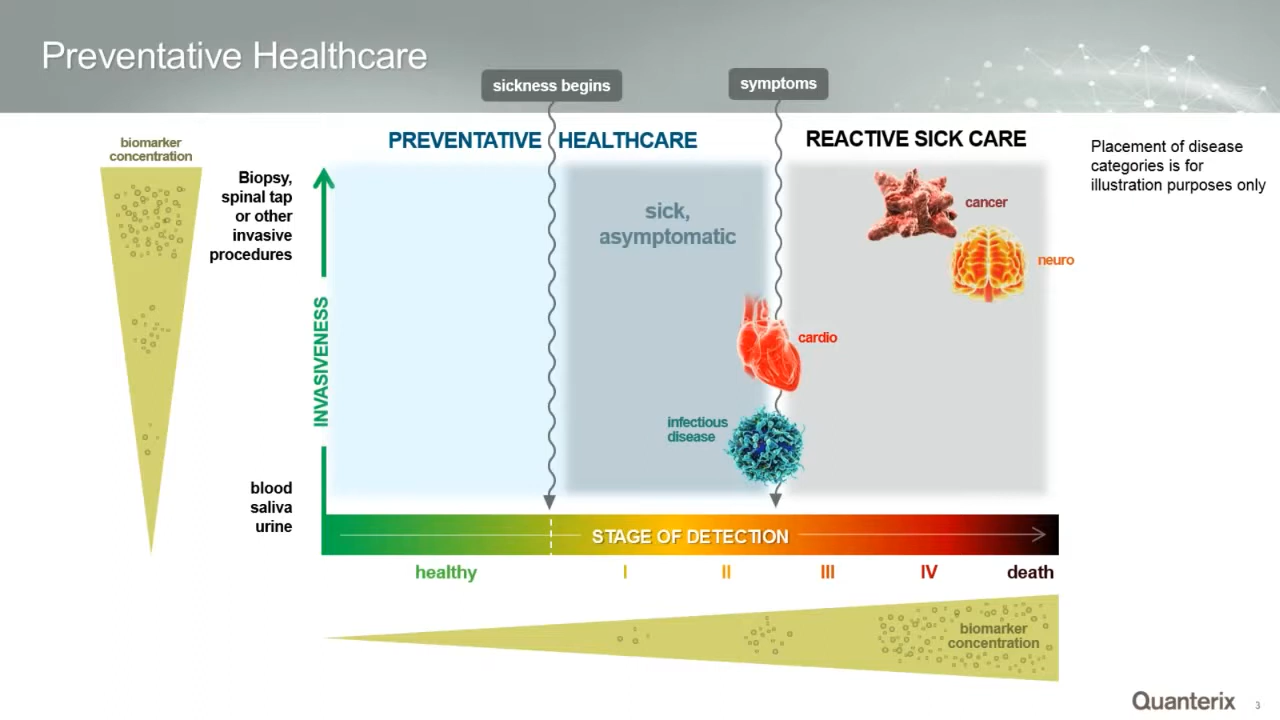 Preventative Healthcare
sickness begins
symptoms
biomarker
concentration
PREVENTATIVE HEALTHCARE
REACTIVE SICK CARE
Placement of disease
categories is for
illustration purposes only
Biopsy,
spinal tap
or other
invasive
procedures
sick,
asymptomatic
cancer
neuro
INVASIVENESS
cardio
infectious
disease
blood
saliva
urine
STAGE OF DETECTION
healthy
I
II
III
IV
death
biomarker
concentration
Quanterix
3